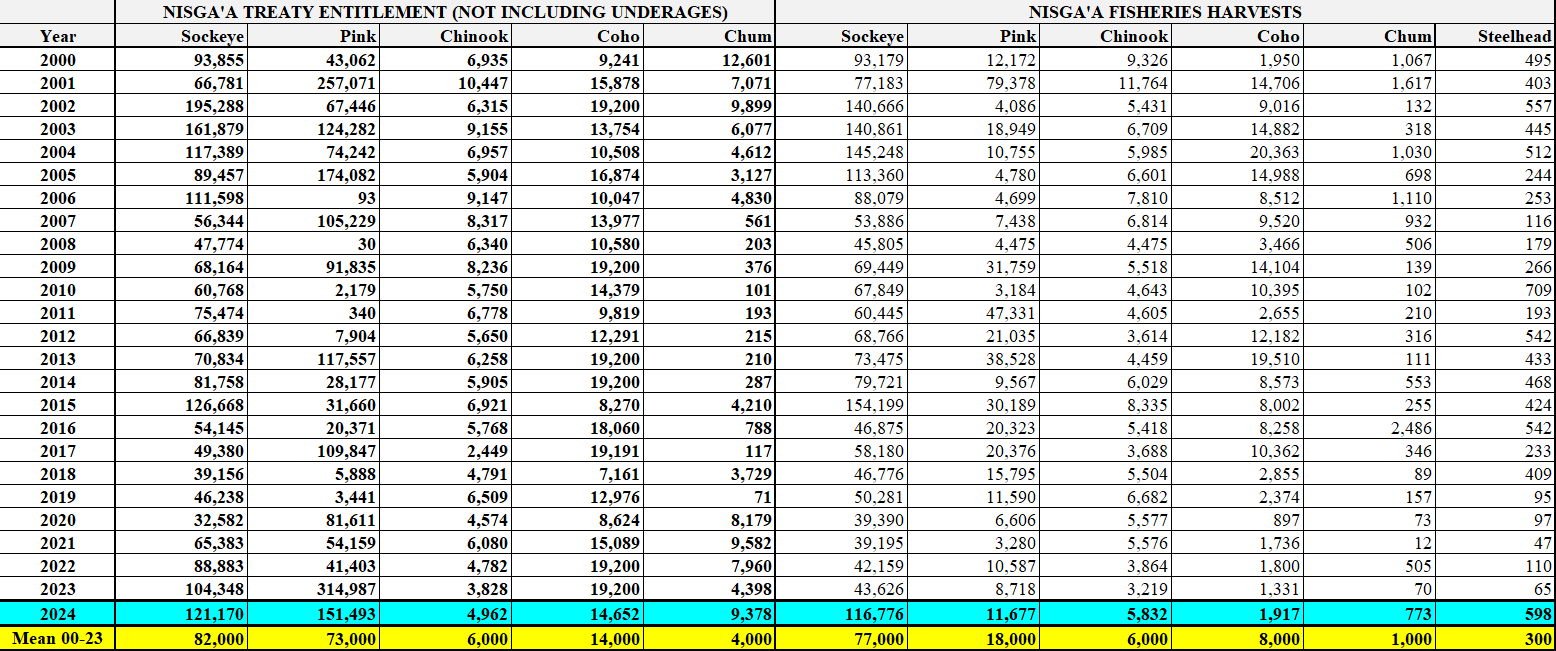 NISGA'A TREATY ENTITLEMENT (NOT INCLUDING UNDERAGES) NISGA'A FISHERIES HARVESTS
Year Sockeye Pink Chinook Coho Chum Sockeye Pink Chinook Coho Chum Steelhead
2000 93,855 43,062 6,935 9,241 12,601 93,179 12,172 9,326 1,950 1,067 495
2001 66,781 257,071 10,447 15,878 7,071 77,183 79,378 11,764 14,706 1,617 403
2002 195,288 67,446 6,315 19,200 9,899 140,666 4,086 5,431 9,016 132 557
2003 161,879 124,282 9,155 13,754 6,077 140,861 18,949 6,709 14,882 318 445
2004 117,389 74,242 6,957 10,508 4,612 145,248 10,755 5,985 20,363 1,030 512
2005 89,457 174,082 5,904 16,874 3,127 113,360 4,780 6,601 14,988 698 244
2006 111,598 93 9,147 10,047 4,830 88,079 4,699 7,810 8,512 1,110 253
2007 56,344 105,229 8,317 13,977 561 53,886 7,438 6,814 9,520 932 116
2008 47,774 30 6,340 10,580 203 45,805 4,475 4,475 3,466 506 179
2009 68,164 91,835 8,236 19,200 376 69,449 31,759 5,518 14,104 139 266
2010 60,768 2,179 5,750 14,379 101 67,849 3,184 4,643 10,395 102 709
2011 75,474 340 6,778 9,819 193 60,445 47,331 4,605 2,655 210 193
2012 66,839 7,904 5,650 12,291 215 68,766 21,035 3,614 12,182 316 542
2013 70,834 117,557 6,258 19,200 210 73,475 38,528 4,459 19,510 111 433
2014 81,758 28,177 5,905 19,200 287 79,721 9,567 6,029 8,573 553 468
2015 126,668 31,660 6,921 8,270 4,210 154,199 30,189 8,335 8,002 255 424
2016 54,145 20,371 5,768 18,060 788 46,875 20,323 5,418 8,258 2,486 542
2017 49,380 109,847 2,449 19,191 117 58,180 20,376 3,688 10,362 346 233
2018 39,156 5,888 4,791 7,161 3,729 46,776 15,795 5,504 2,855 89 409
2019 46,238 3,441 6,509 12,976 71 50,281 11,590 6,682 2,374 157 95
2020 32,582 81,611 4,574 8,624 8,179 39,390 6,606 5,577 897 73 97
2021 65,383 54,159 6,080 15,089 9,582 39,195 3,280 5,576 1,736 12 47
2022 88,883 41,403 4,782 19,200 7,960 42,159 10,587 3,864 1,800 505 110
2023 104,348 314,987 3,828 19,200 4,398 43,626 8,718 3,219 1,331 70 65
2024 121,170 151,493 4,962 14,652 9,378 116,776 11,677 5,832 1,917 773 598
Mean 00-23 82,000 73,000 6,000 14,000 4,000 77,000 18,000 6,000 8,000 1,000 300